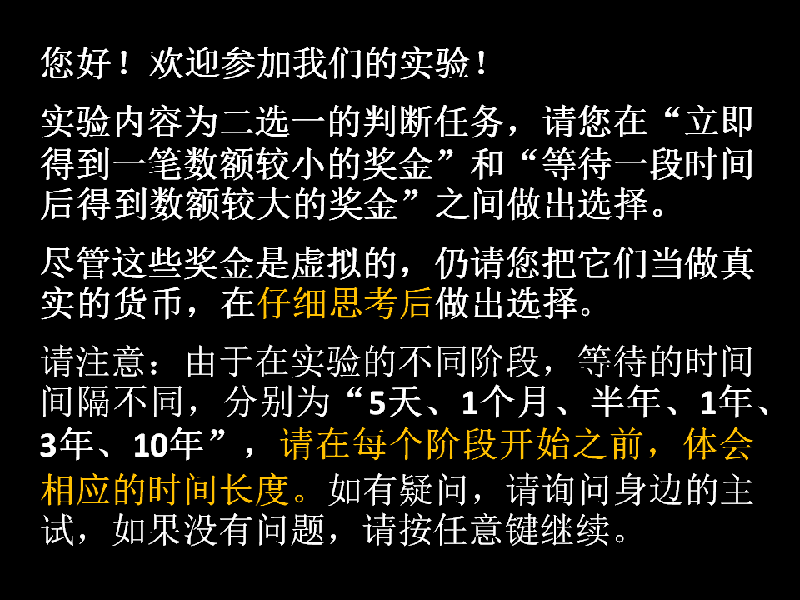 您好！欢迎参加我们的实验！
实验内容为二选一的判断任务，请您在“立即
得到一笔数额较小的奖金”和“等待一段时间
后得到数额较大的奖金”之间做出选择。
尽管这些奖金是虚拟的，仍请您把它们当做真
实的货币，在仔细思考后做出选择。
请注意：由于在实验的不同阶段，等待的时间
间隔不同，分别为“5天、1个月、半年、1年、
3年、10年”，请在每个阶段开始之前，体会
相应的时间长度。如有疑问，请询问身边的主
试，如果没有问题，请按任意键继续。